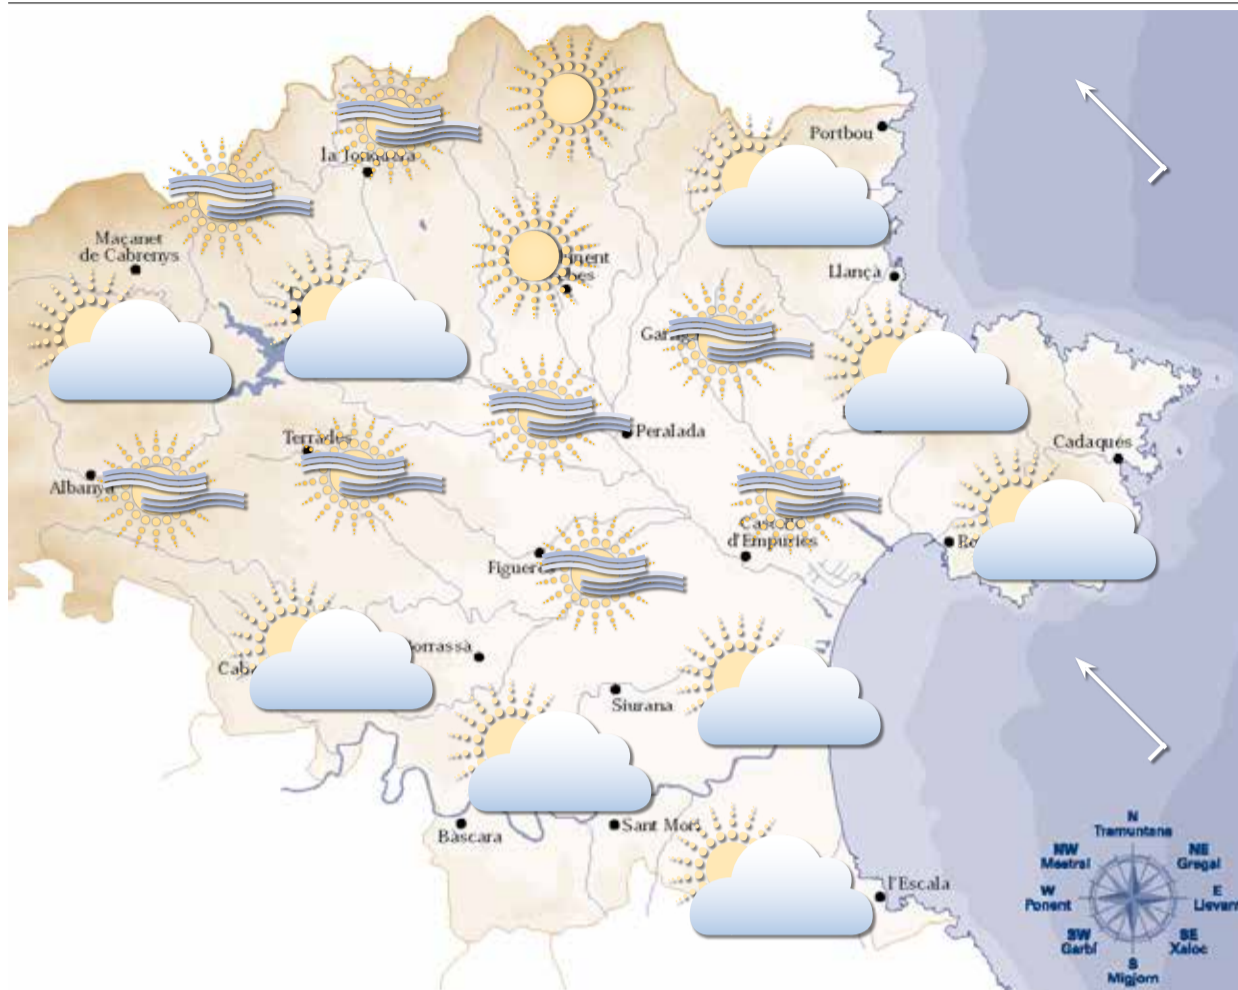 Portbou
la Jonquera
Maçanet
de Cabrenys
Llançà
Peralada
Terrades
Cadaqués
Albanyà
d'Empúries
Figueres
Siurana
Bàscara
Sant Mori
l'Escala
N
Tramuntana
NW
Mestral
NE
Gregal
W
Ponent
E
Llevant
SW
Garbí
SE
Xaloc
S
Migjorn